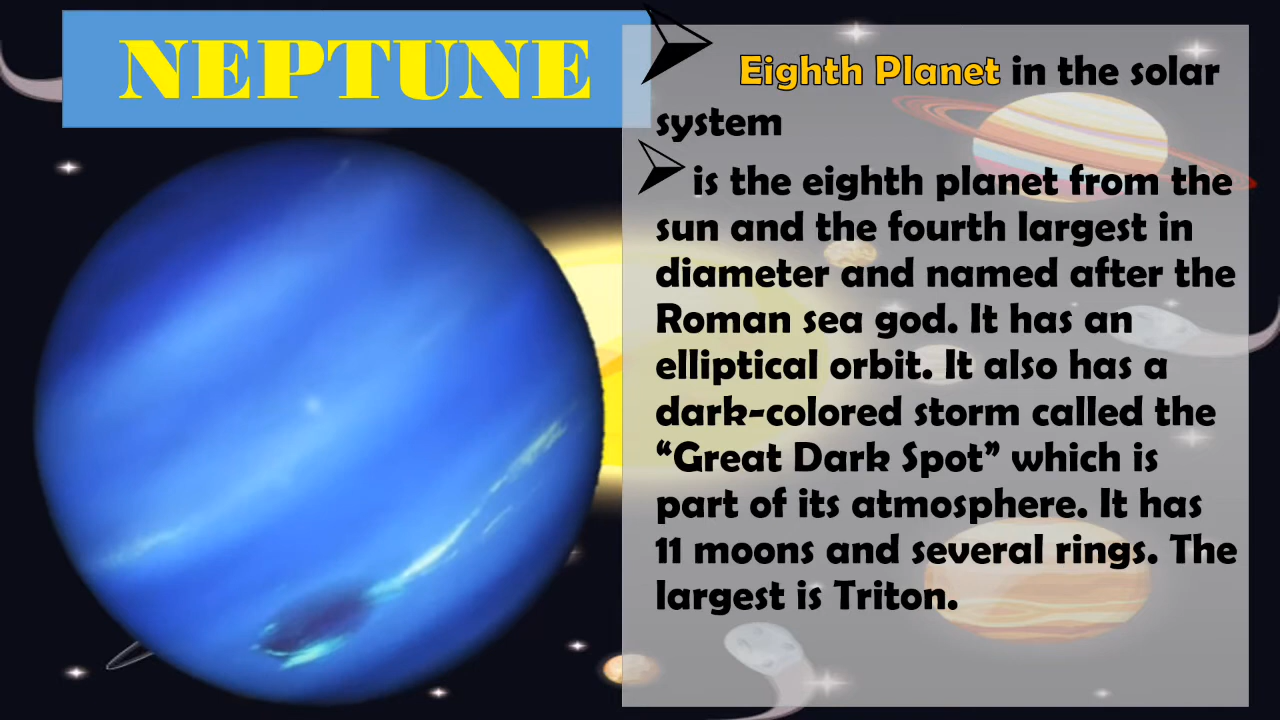 NEPTUNE
Eighth Planet in the solar
system
is the eighth planet from the
sun and the fourth largest in
diameter and named after the
Roman sea god. It has an
elliptical orbit. It also has a
dark-colored storm called the
“Great Dark Spot” which is
part of its atmosphere. It has
11 moons and several rings. The
largest is Triton.